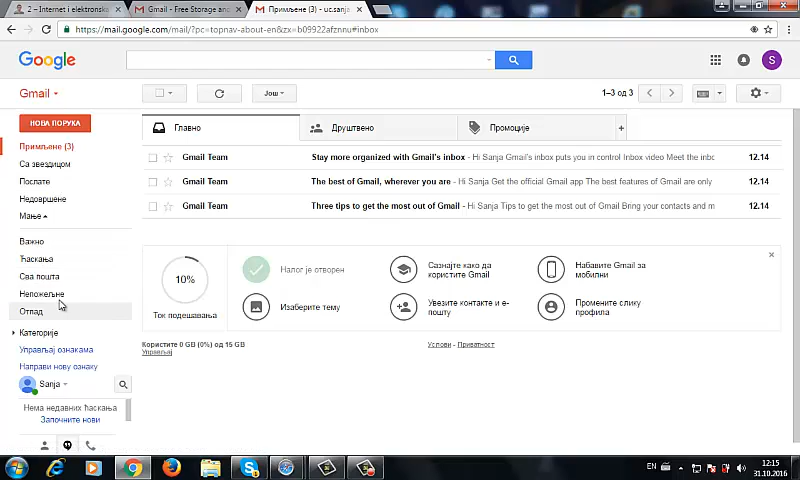 2 – Internet i elektronska
Gmail - Free Storage and
Примљене (3) - uc.sanja
https://mail.google.com/mail/?pc=topnav-about-en&zx=b09922afznnu#inbox
Google
S
Gmail
Још
1–3 од 3
НОВА ПОРУКА
Главно
Друштвено
Промоције
+
Примљене (3)
Са звездицом
Послате
Недовршене
Мање
Важно
Ћаскања
Сва пошта
Непожељне
Отпад
Категорије
Управљај ознакама
Направи нову ознаку
Gmail Team
Stay more organized with Gmail's inbox - Hi Sanja Gmail's inbox puts you in control Inbox video Meet the inbc
12.14
Gmail Team
The best of Gmail, wherever you are - Hi Sanja Get the official Gmail app The best features of Gmail are only
12.14
Gmail Team
Three tips to get the most out of Gmail - Hi Sanja Tips to get the most out of Gmail Bring your contacts and m
12.14
10%
Ток подешавања
Налог је отворен
Сазнајте како да
користите Gmail
Набавите Gmail за
мобилни
Изаберите тему
Увезите контакте и е-
пошту
Промените слику
профила
Користите 0 GB (0%) од 15 GB
Управљај
Услови - Приватност
Sanja
Нема недавних ћаскања
Започните нови
EN
12:15
31.10.2016